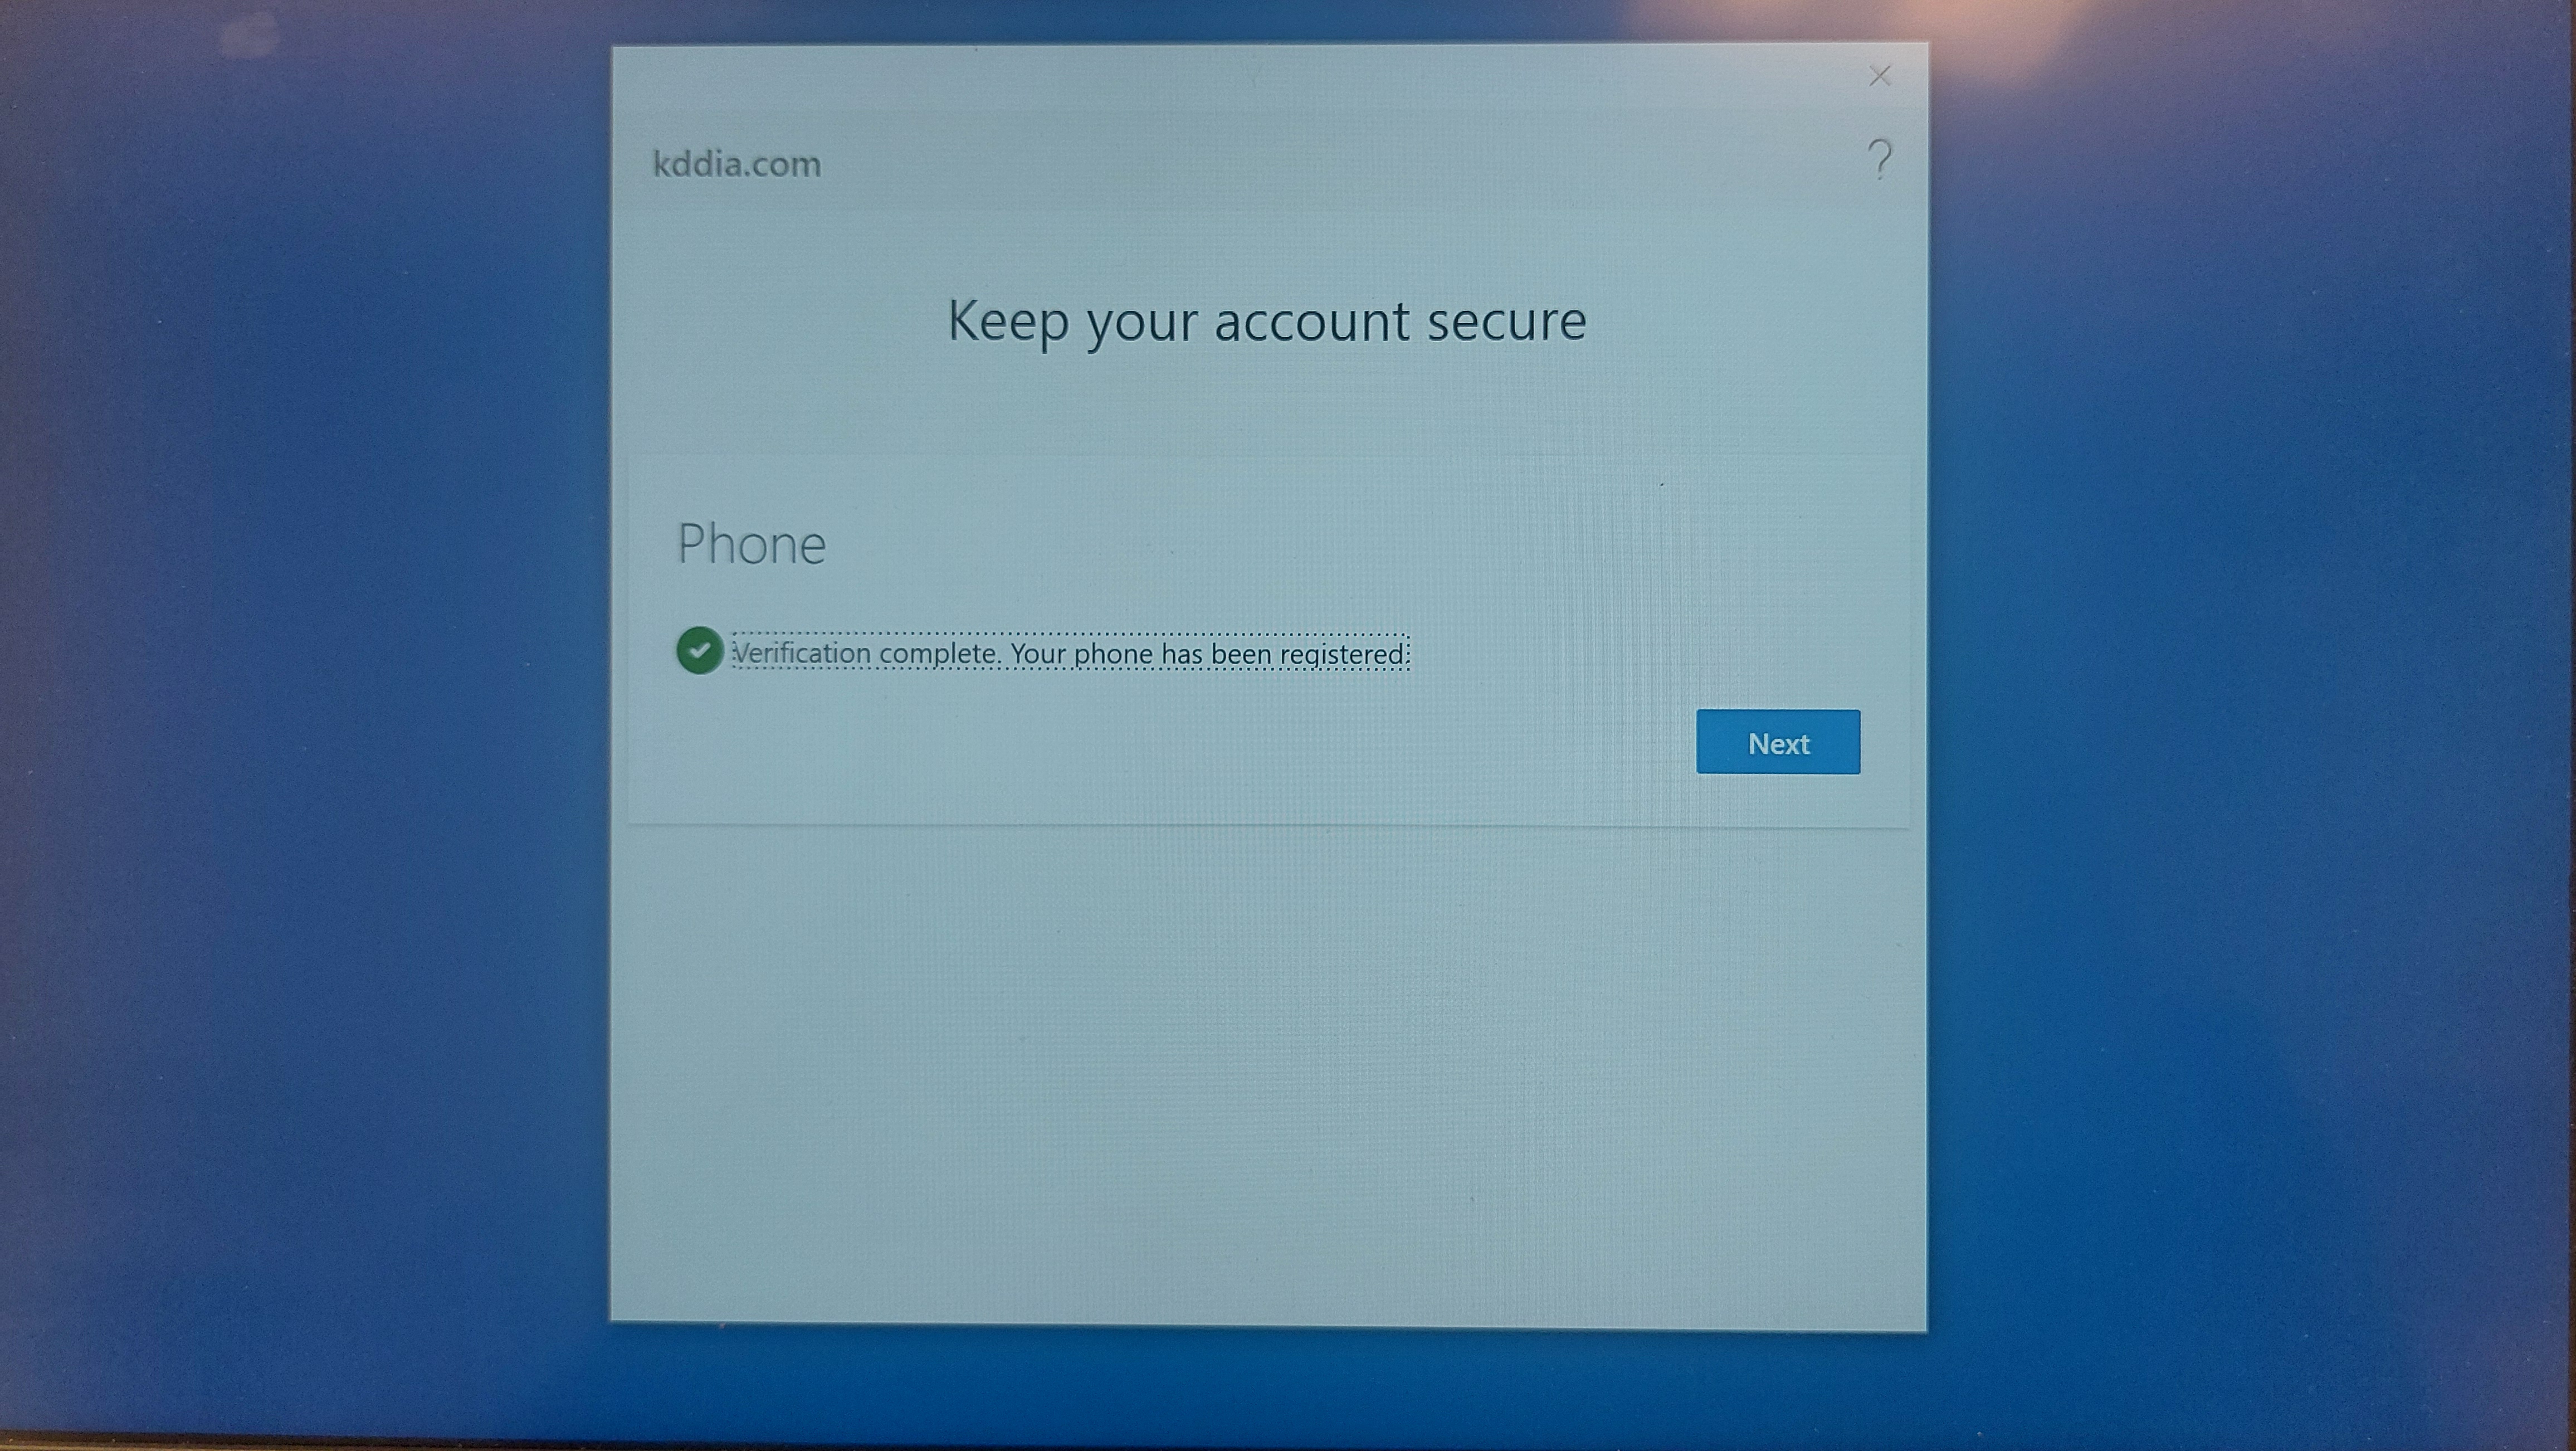 kddia.com
?
Keep your account secure
Phone
Verification complete. Your phone has been registered.
Next